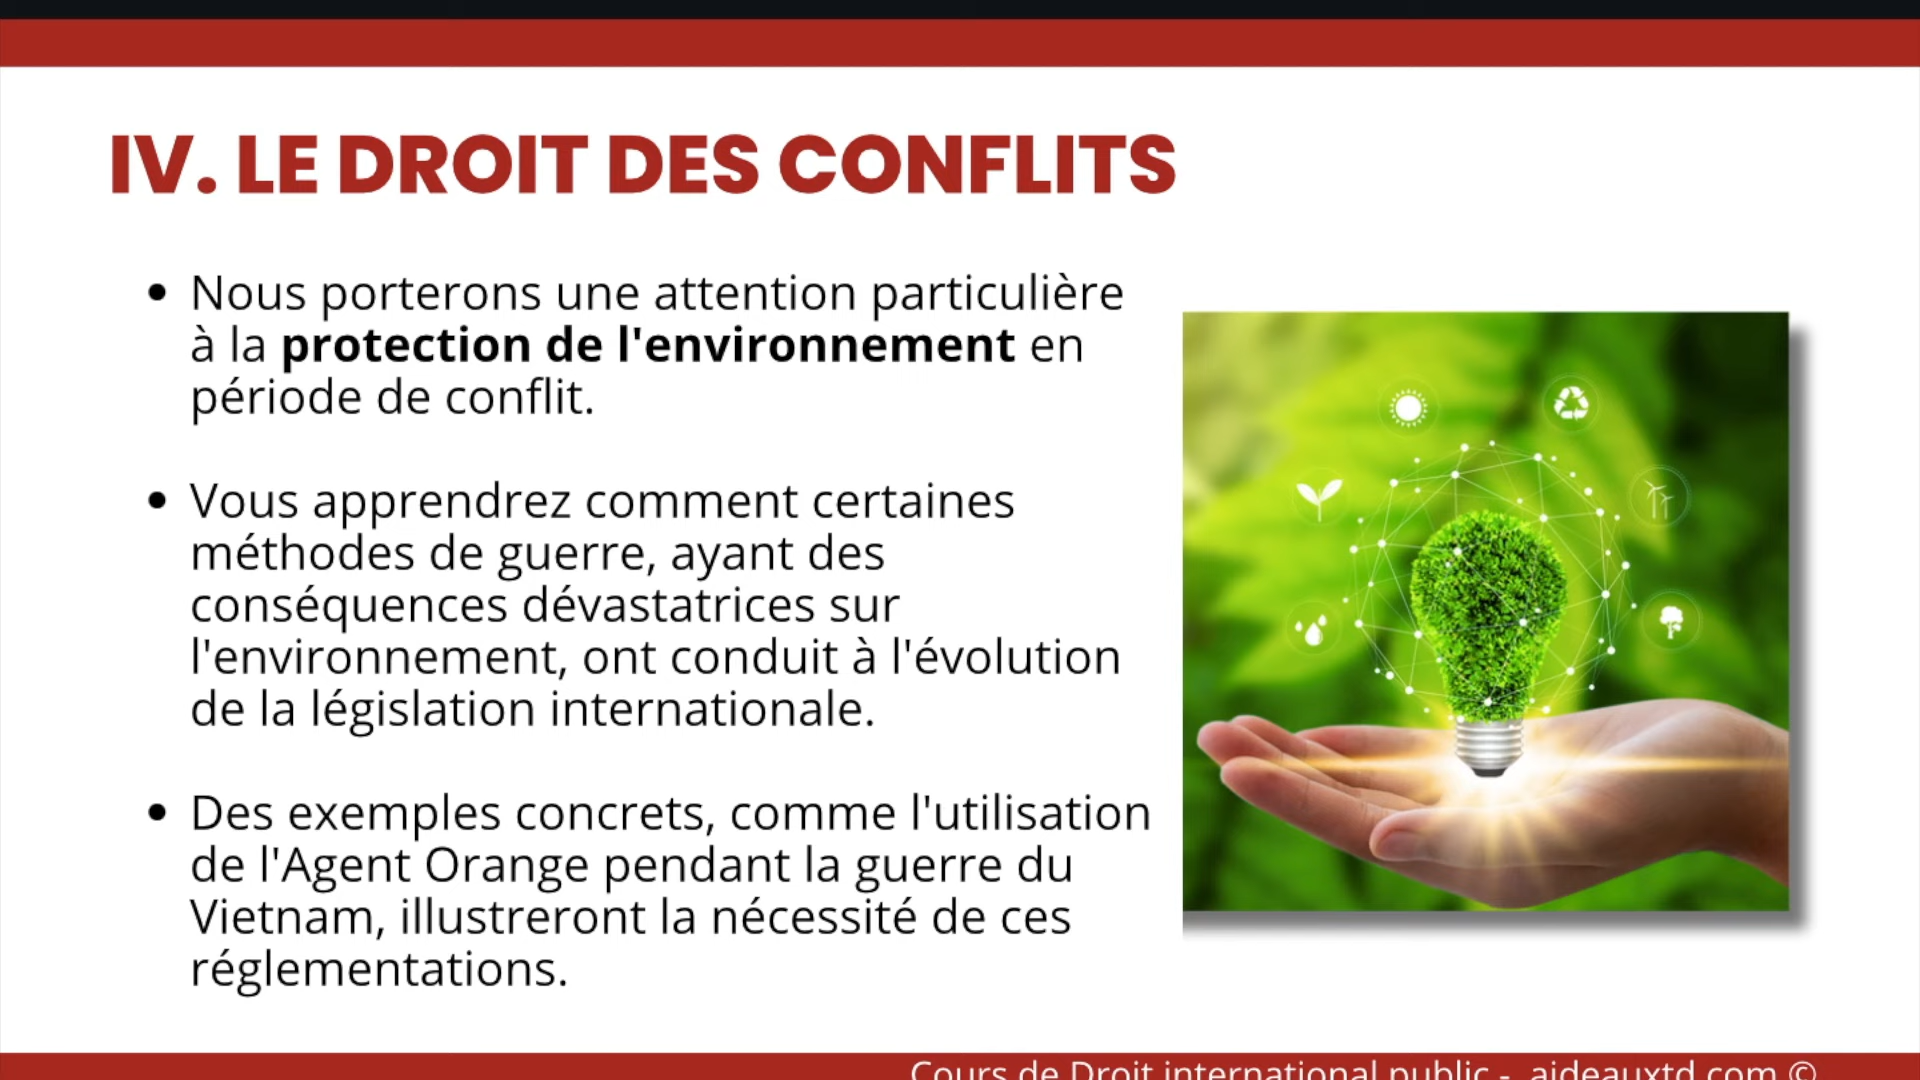 IV. LE DROIT DES CONFLITS
• Nous porterons une attention particulière
à la protection de l'environnement en
période de conflit.
• Vous apprendrez comment certaines
méthodes de guerre, ayant des
conséquences dévastatrices sur
l'environnement, ont conduit à l'évolution
de la législation internationale.
• Des exemples concrets, comme l'utilisation
de l'Agent Orange pendant la guerre du
Vietnam, illustreront la nécessité de ces
réglementations.
Cours de Droit international public - aideauxtd.com ©